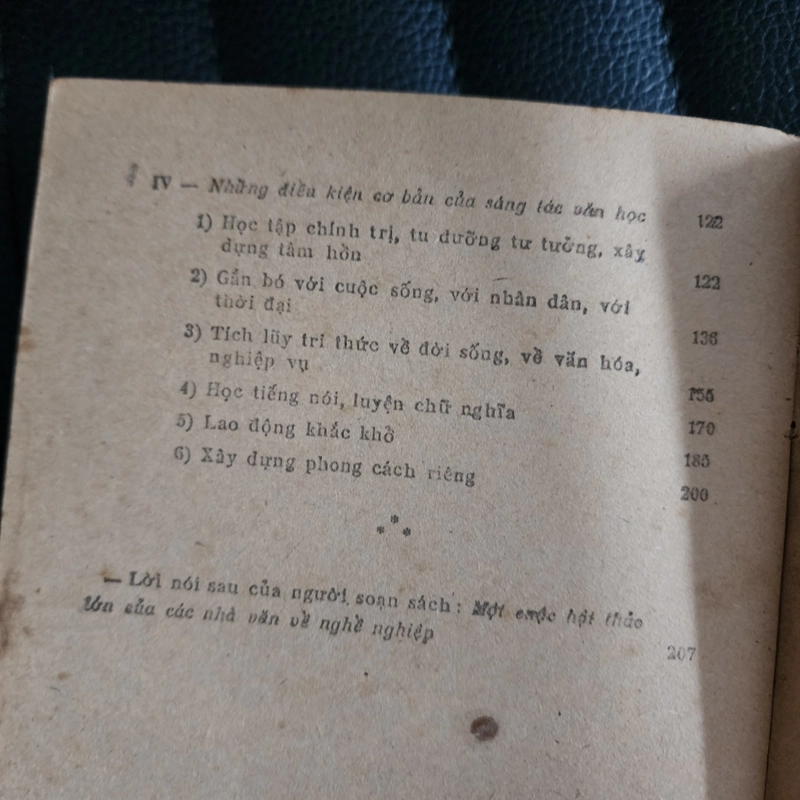 IV — Những điều kiện cơ bản của sáng tác văn học 122
1) Học tập chính trị, tu dưỡng tư tưởng, xây
dựng tâm hồn 122
2) Gắn bó với cuộc sống, với nhân dân, với
thời đại 136
3) Tích lũy tri thức về đời sống, về văn hóa,
nghiệp vụ 155
4) Học tiếng nói, luyện chữ nghĩa 170
5) Lao động khắc khổ 185
6) Xây dựng phong cách riêng 200
* * *
— Lời nói sau của người soạn sách : Một cuộc hội thảo
lớn của các nhà văn về nghề nghiệp 207